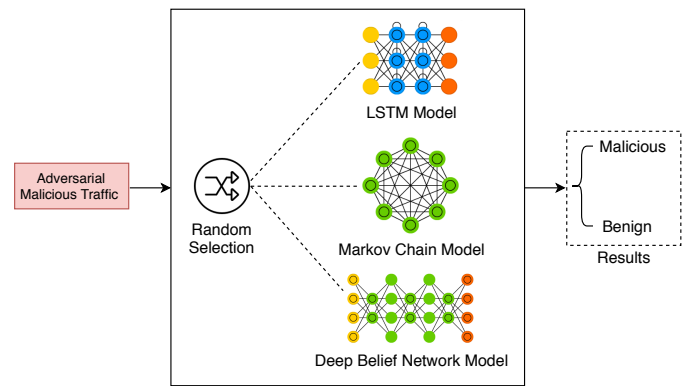 Adversarial
Malicious Traffic
Random
Selection
LSTM Model
Markov Chain Model
Deep Belief Network Model
Malicious
Benign
Results